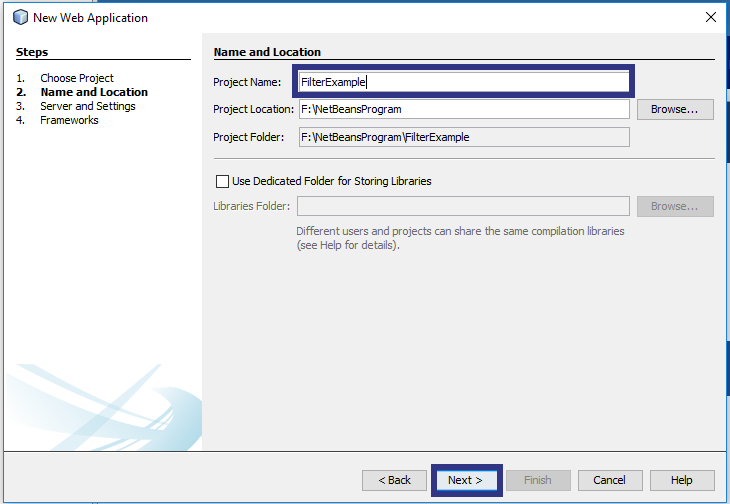 New Web Application
Steps
1. Choose Project
2. Name and Location
3. Server and Settings
4. Frameworks
Name and Location
Project Name: FilterExample
Project Location: F:\NetBeansProgram Browse...
Project Folder: F:\NetBeansProgram\FilterExample
Use Dedicated Folder for Storing Libraries
Libraries Folder: Browse...
Different users and projects can share the same compilation libraries
(see Help for details).
< Back Next > Finish Cancel Help